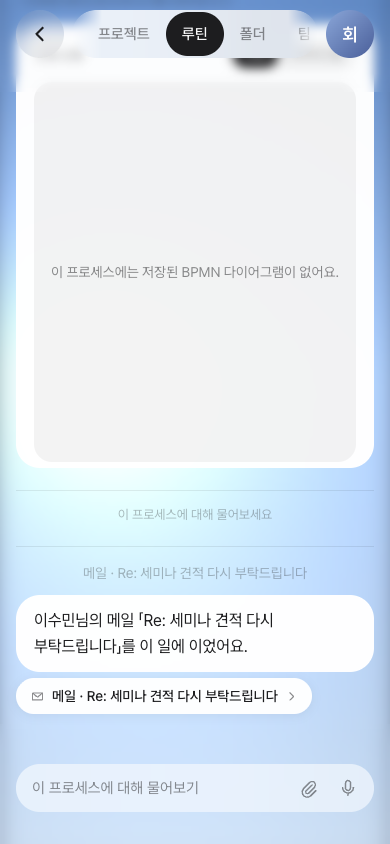 프로젝트
루틴
폴더
팀
회
이 프로세스에는 저장된 BPMN 다이어그램이 없어요.
이 프로세스에 대해 물어보세요
메일 · Re: 세미나 견적 다시 부탁드립니다
이수민님의 메일 「Re: 세미나 견적 다시
부탁드립니다」를 이 일에 이었어요.
메일 · Re: 세미나 견적 다시 부탁드립니다
이 프로세스에 대해 물어보기